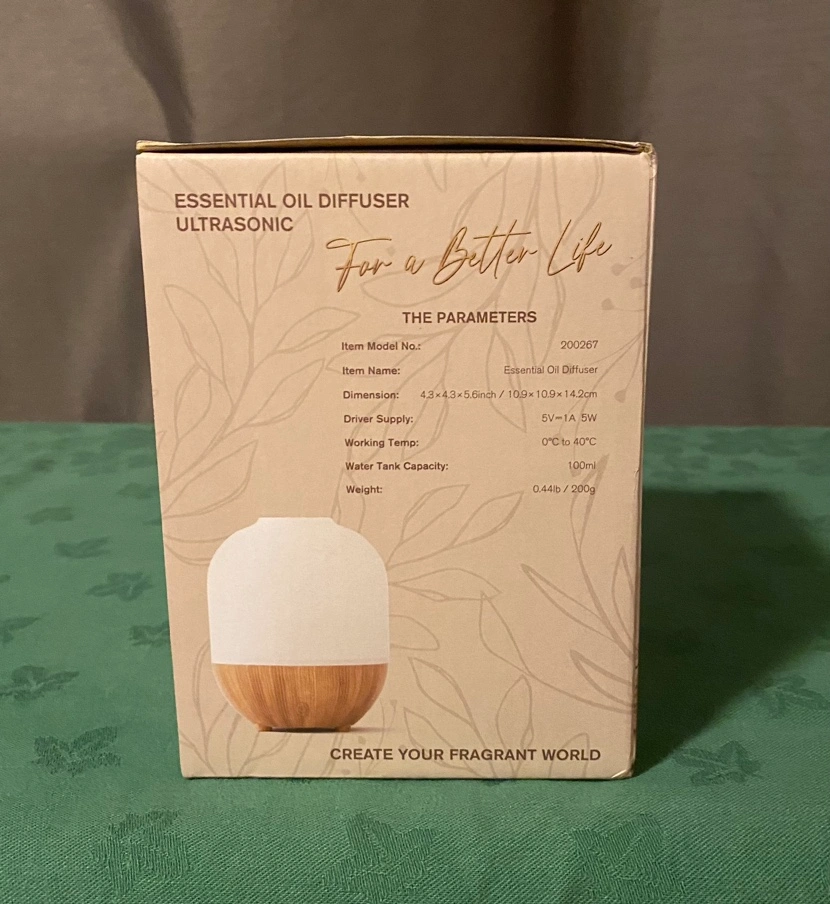 ESSENTIAL OIL DIFFUSER
ULTRASONIC
For a Better Life
THE PARAMETERS
Item Model No.: 200267
Item Name: Essential Oil Diffuser
Dimension: 4.3×4.3×5.6inch / 10.9×10.9×14.2cm
Driver Supply: 5V⎓1A 5W
Working Temp: 0°C to 40°C
Water Tank Capacity: 100ml
Weight: 0.44lb / 200g
CREATE YOUR FRAGRANT WORLD